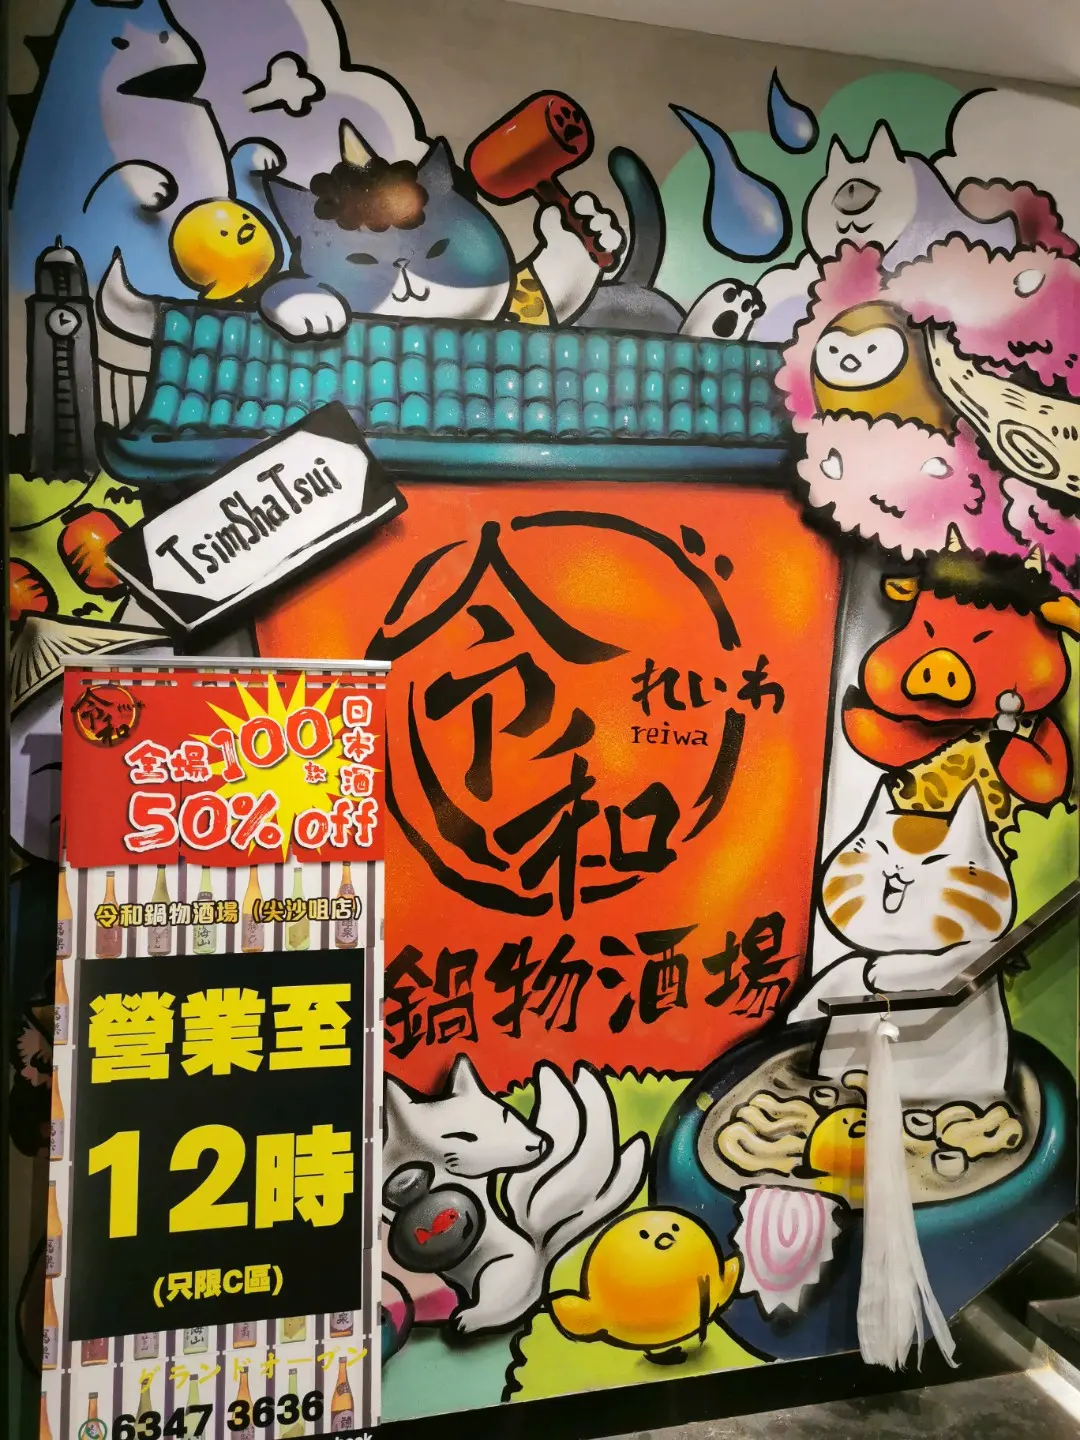 TsimShaTsui
令和
れいわ
reiwa
鍋物酒場
令和
全場100款
日本酒
50% off
令和鍋物酒場（尖沙咀店）
營業至
12時
(只限C區)
グランドオープン
6347 3636